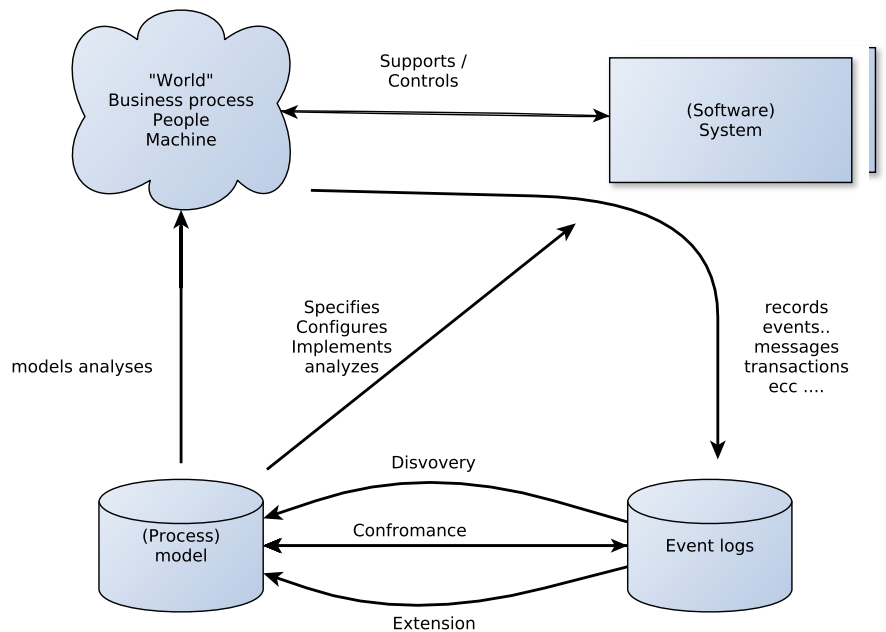 Supports /
Controls
"World"
Business process
People
Machine
(Software)
System
Specifies
Configures
Implements
analyzes
records
events..
messages
transactions
ecc ....
models analyses
Disvovery
(Process)
model
Confromance
Event logs
Extension